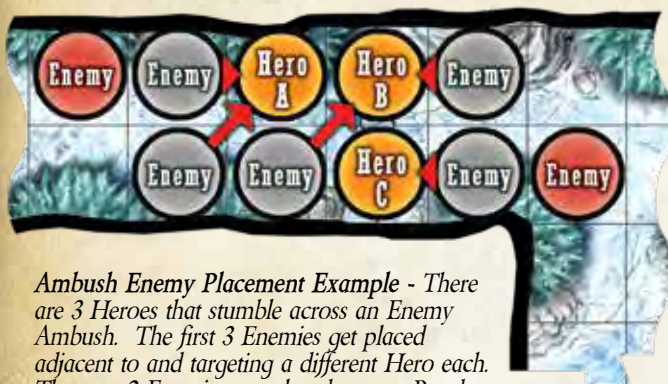 Enemy Enemy Hero A Hero B Enemy
Enemy Enemy Hero C Enemy Enemy
Ambush Enemy Placement Example - There
are 3 Heroes that stumble across an Enemy
Ambush. The first 3 Enemies get placed
adjacent to and targeting a different Hero each.